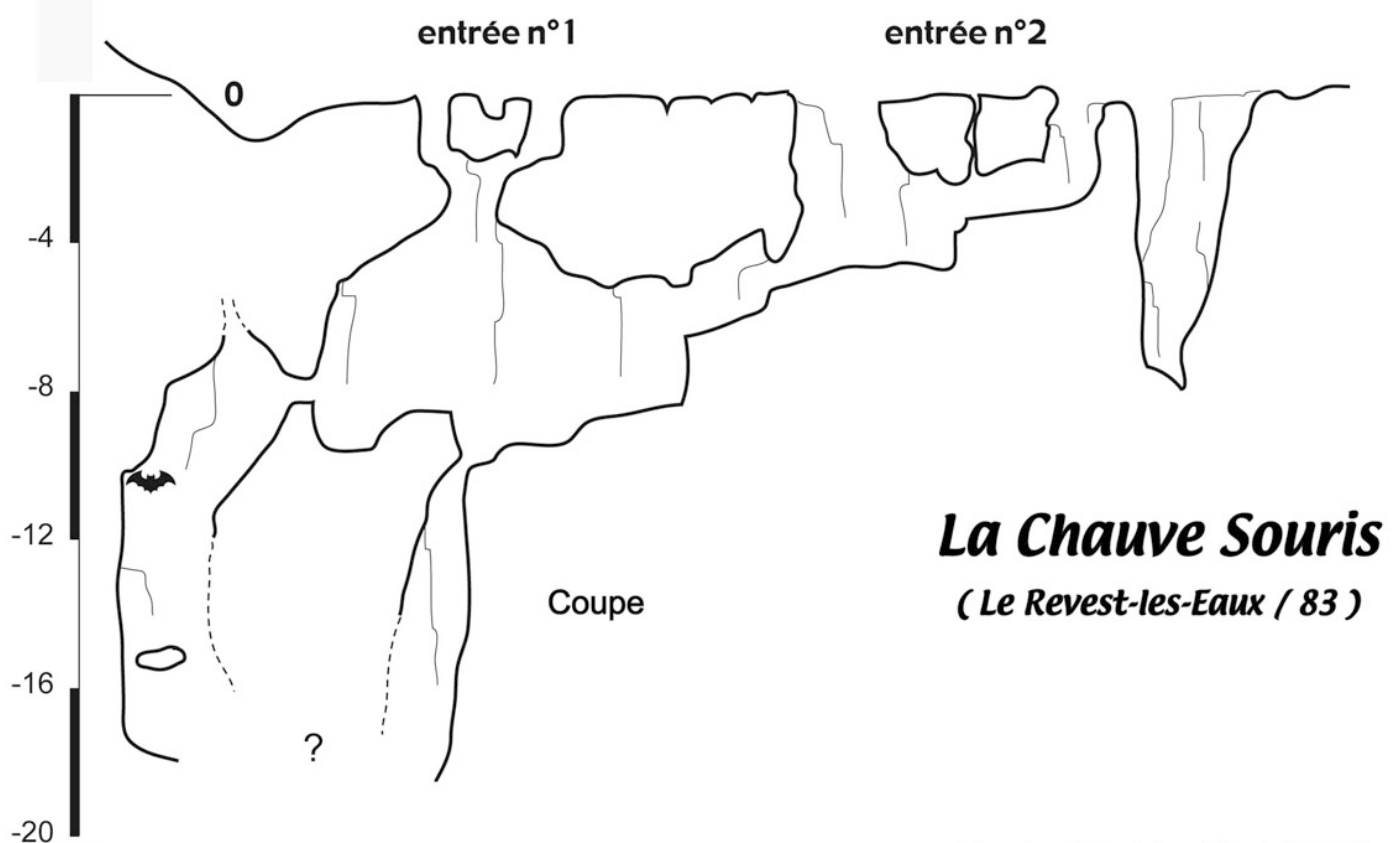 entrée n°1
entrée n°2
0
-4
-8
-12
-16
-20
La Chauve Souris
( Le Revest-les-Eaux / 83 )
Coupe
?